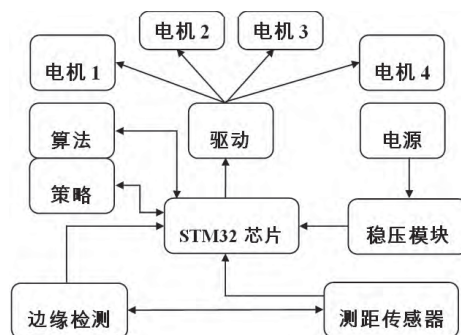 电机 2
电机 3
电机 1
电机 4
算法
驱动
电源
策略
STM32 芯片
稳压模块
边缘检测
测距传感器